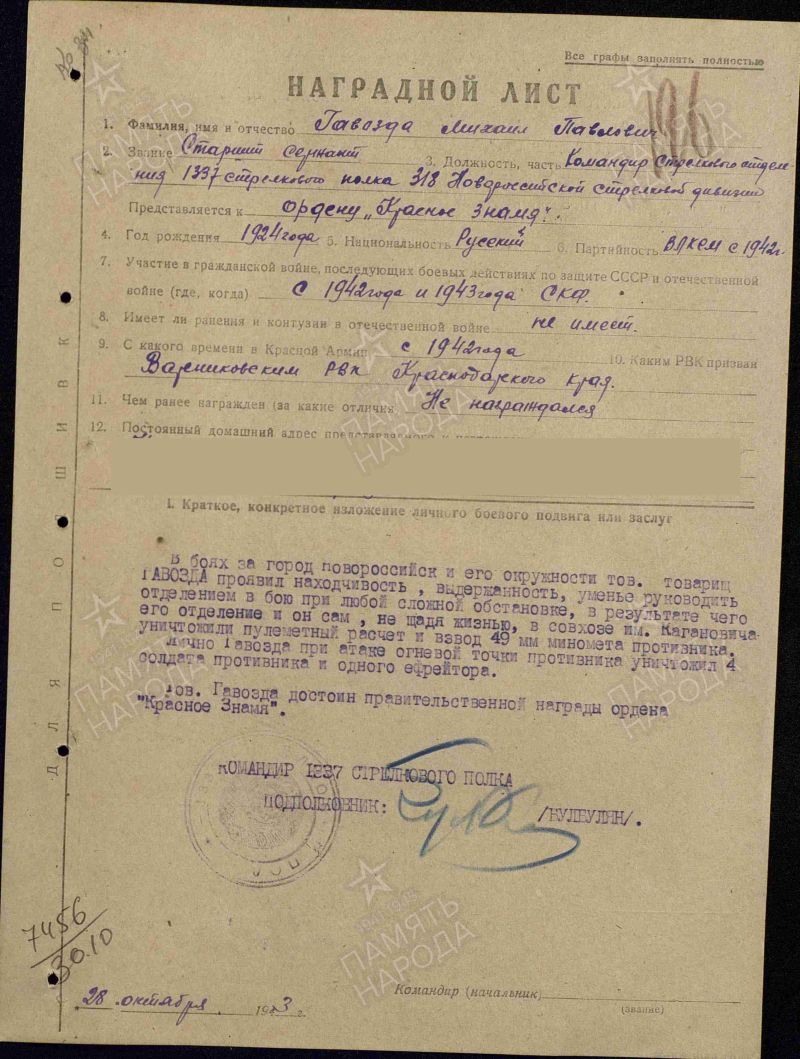 Все графы заполнять полностью
НАГРАДНОЙ ЛИСТ
196
1. Фамилия, имя и отчество Гавозда Михаил Павлович
2. Звание Старший сержант 3. Должность, часть Командир стрелкового отделе-
ния 1337 стрелкового полка 318 Новороссийской стрелковой дивизии
Представляется к ордену „Красное Знамя".
4. Год рождения 1924 года 5. Национальность Русский 6. Партийность ВЛКСМ с 1942 г
7. Участие в гражданской войне, последующих боевых действиях по защите СССР и отечественной
войне (где, когда) с 1942 года и 1943 года СКФ.
8. Имеет ли ранения и контузии в отечественной войне не имеет.
9. С какого времени в Красной Армии с 1942 года 10. Каким РВК призван
Варениковским РВК Краснодарского края.
11. Чем ранее награжден (за какие отличия Не награждался
12. Постоянный домашний адрес представляемого к
I. Краткое, конкретное изложение личного боевого подвига или заслуг
В боях за город новороссийск и его окружности тов. товарищ
ГАВОЗДА проявил находчивость , выдержанность, уменье руководить
отделением в бою при любой сложной обстановке, в результате чего
его отделение и он сам , не щадя жизнью, в совхозе им. Кагановича
уничтожили пулеметный расчет и взвод 49 мм миномета противника.
Лично Гавозда при атаке огневой точки противника уничтожил 4
солдата противника и одного ефрейтора.
тов. Гавозда достоин правительственной награды ордена
"Красное Знамя".
КОМАНДИР 1337 СТРЕЛКОВОГО ПОЛКА
ПОДПОЛКОВНИК: /БУЛБУЛЯН/.
7456
30.10
28 октября 1943 г.
Командир (начальник)
(звание)
ДЛЯ ПОДШИВКИ
1941-1945
ПАМЯТЬ
НАРОДА